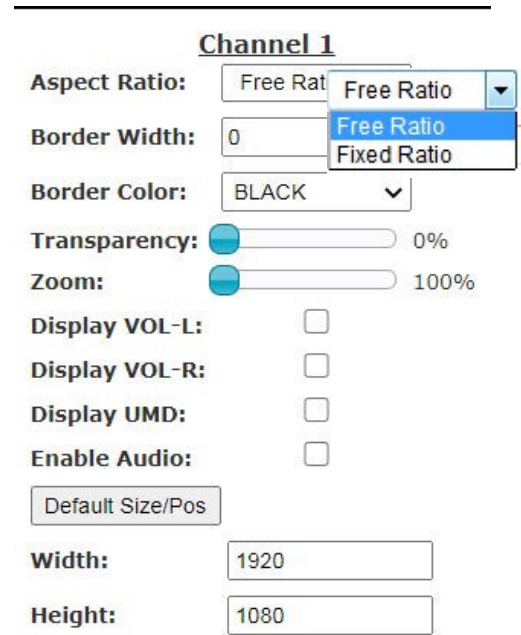 Channel 1
Aspect Ratio: Free Rat Free Ratio
Free Ratio
Fixed Ratio
Border Width: 0
Border Color: BLACK
Transparency: 0%
Zoom: 100%
Display VOL-L:
Display VOL-R:
Display UMD:
Enable Audio:
Default Size/Pos
Width: 1920
Height: 1080